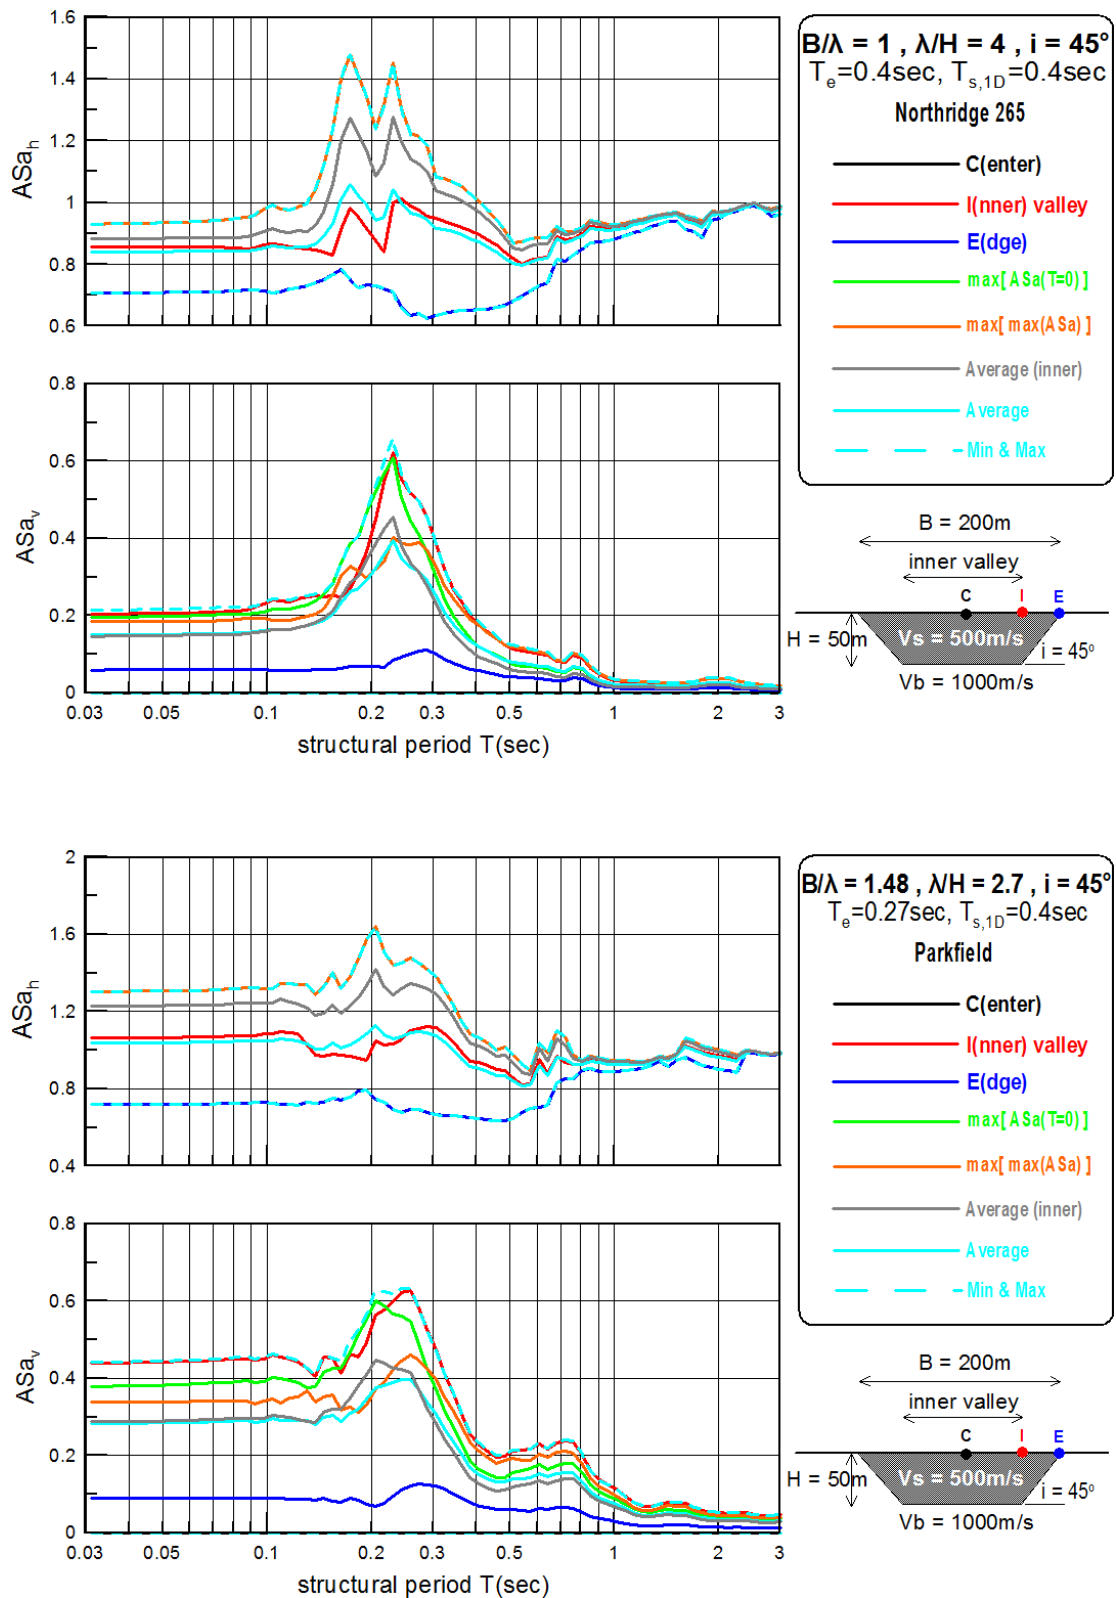 1.6
1.4
1.2
1
0.8
0.6
ASa_h
0.8
0.6
0.4
0.2
0
ASa_v
0.03
0.05
0.1
0.2
0.3
0.5
1
2
3
structural period T(sec)
B/λ = 1 , λ/H = 4 , i = 45°
T_e=0.4sec, T_s,1D=0.4sec
Northridge 265
C(enter)
I(nner) valley
E(dge)
max[ ASa(T=0) ]
max[ max(ASa) ]
Average (inner)
Average
Min & Max
B = 200m
inner valley
C
I
E
H = 50m
Vs = 500m/s
i = 45°
Vb = 1000m/s
2
1.6
1.2
0.8
0.4
ASa_h
0.8
0.6
0.4
0.2
0
ASa_v
0.03
0.05
0.1
0.2
0.3
0.5
1
2
3
structural period T(sec)
B/λ = 1.48 , λ/H = 2.7 , i = 45°
T_e=0.27sec, T_s,1D=0.4sec
Parkfield
C(enter)
I(nner) valley
E(dge)
max[ ASa(T=0) ]
max[ max(ASa) ]
Average (inner)
Average
Min & Max
B = 200m
inner valley
C
I
E
H = 50m
Vs = 500m/s
i = 45°
Vb = 1000m/s